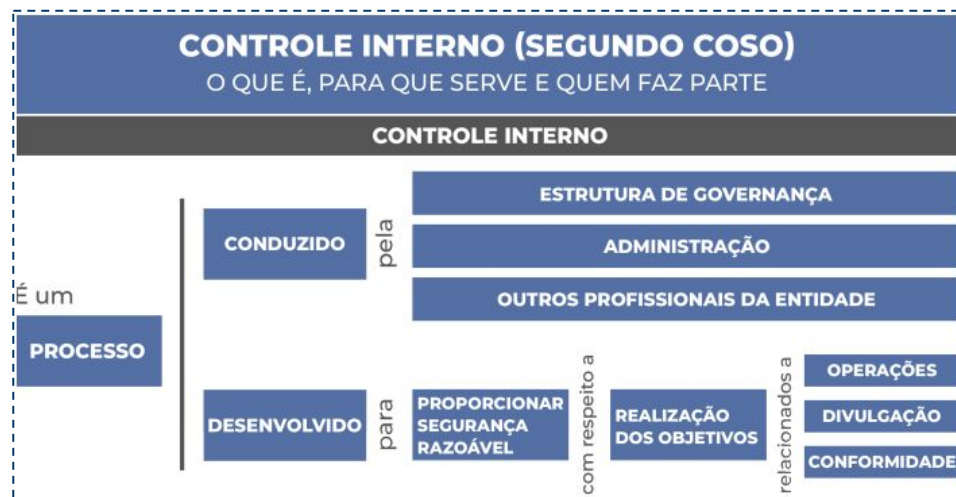 CONTROLE INTERNO (SEGUNDO COSO)
O QUE É, PARA QUE SERVE E QUEM FAZ PARTE
CONTROLE INTERNO
É um
PROCESSO
CONDUZIDO
pela
ESTRUTURA DE GOVERNANÇA
ADMINISTRAÇÃO
OUTROS PROFISSIONAIS DA ENTIDADE
DESENVOLVIDO
para
PROPORCIONAR
SEGURANÇA
RAZOÁVEL
com respeito a
REALIZAÇÃO
DOS OBJETIVOS
relacionados a
OPERAÇÕES
DIVULGAÇÃO
CONFORMIDADE